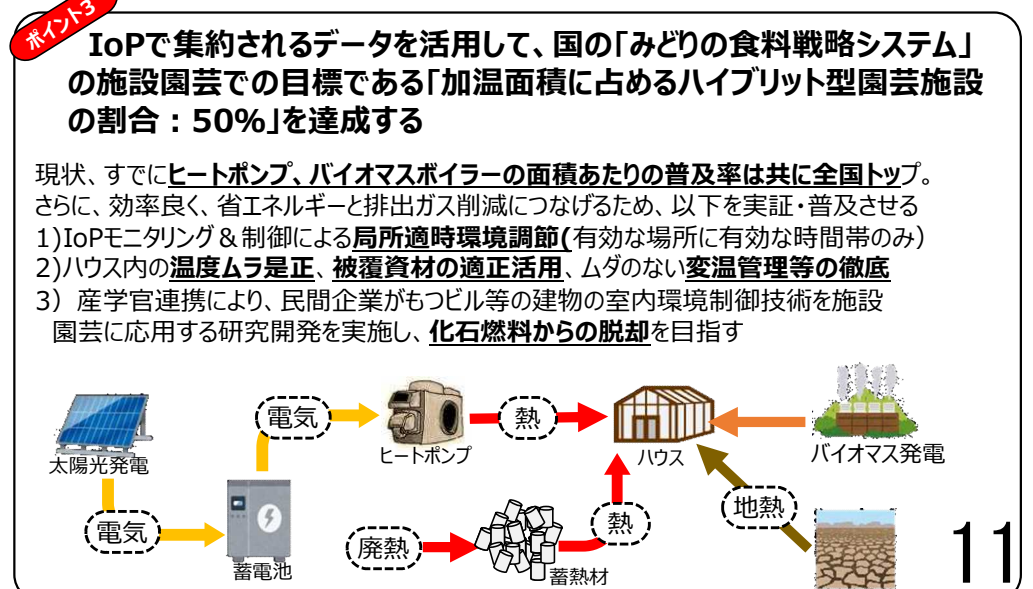 ポイント3
IoPで集約されるデータを活用して、国の「みどりの食料戦略システム」
の施設園芸での目標である「加温面積に占めるハイブリット型園芸施設
の割合：50%」を達成する
現状、すでにヒートポンプ、バイオマスボイラーの面積あたりの普及率は共に全国トップ。
さらに、効率良く、省エネルギーと排出ガス削減につなげるため、以下を実証・普及させる
1)IoPモニタリング＆制御による局所適時環境調節(有効な場所に有効な時間帯のみ）
2)ハウス内の温度ムラ是正、被覆資材の適正活用、ムダのない変温管理等の徹底
3）産学官連携により、民間企業がもつビル等の建物の室内環境制御技術を施設
園芸に応用する研究開発を実施し、化石燃料からの脱却を目指す
電気
熱
太陽光発電
ヒートポンプ
ハウス
バイオマス発電
電気
廃熱
熱
地熱
蓄電池
蓄熱材
11